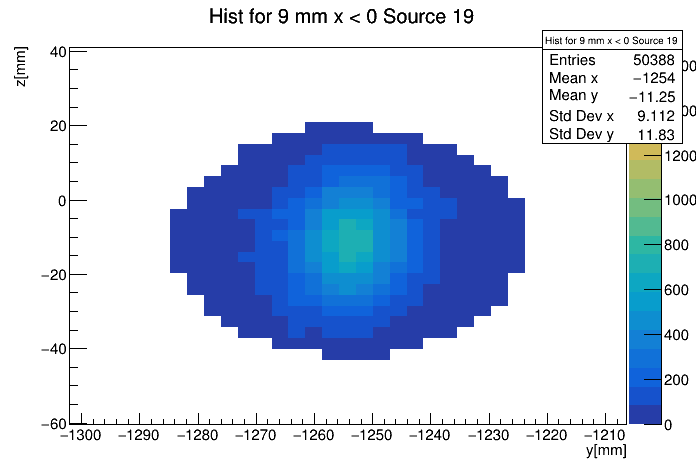 Hist for 9 mm x < 0 Source 19
z[mm]
40
20
0
−20
−40
−60
−1300 −1290 −1280 −1270 −1260 −1250 −1240 −1230 −1220 −1210
y[mm]
Hist for 9 mm x < 0 Source 19
Entries 50388
Mean x −1254
Mean y −11.25
Std Dev x 9.112
Std Dev y 11.83
1200
1000
800
600
400
200
0